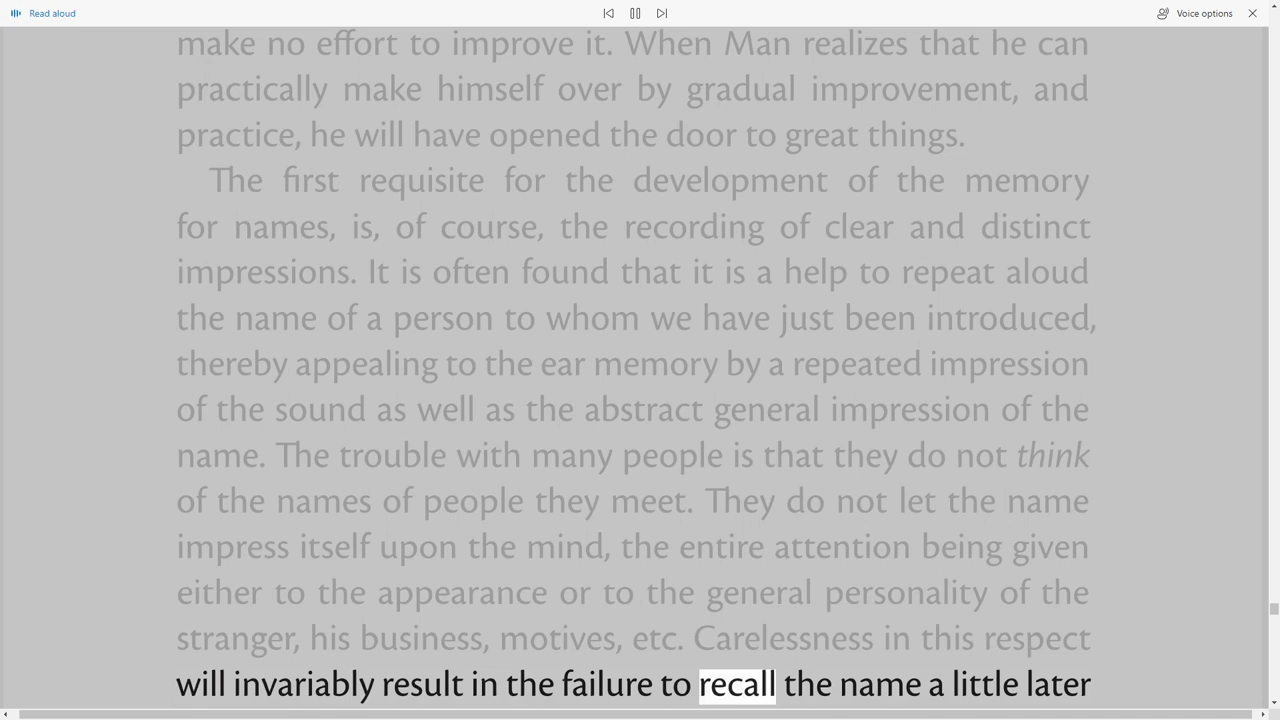 Read aloud
Voice options
make no effort to improve it. When Man realizes that he can
practically make himself over by gradual improvement, and
practice, he will have opened the door to great things.
The first requisite for the development of the memory
for names, is, of course, the recording of clear and distinct
impressions. It is often found that it is a help to repeat aloud
the name of a person to whom we have just been introduced,
thereby appealing to the ear memory by a repeated impression
of the sound as well as the abstract general impression of the
name. The trouble with many people is that they do not think
of the names of people they meet. They do not let the name
impress itself upon the mind, the entire attention being given
either to the appearance or to the general personality of the
stranger, his business, motives, etc. Carelessness in this respect
will invariably result in the failure to recall the name a little later